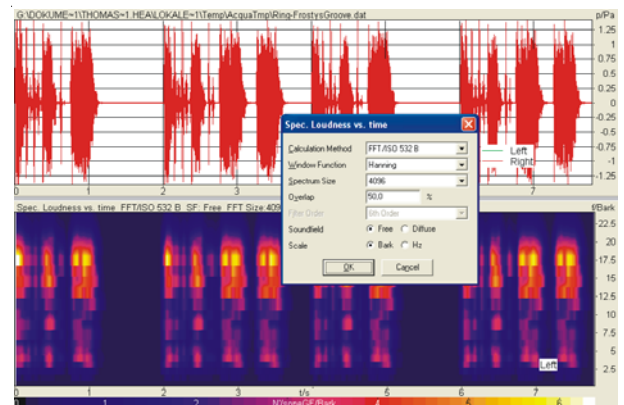 G:\DOKUME~1\THOMAS~1.HEA\LOKALE~1\Temp\AcquaTmp\Ring-FrostysGroove.dat p/Pa
1.25
1
0.75
0.50
0.25
0
-0.25
-0.5
-0.75
-1
-1.25
Left
Right
0 1 2 7
Spec. Loudness vs. time
Calculation Method FFT/ISO 532 B
Window Function Hanning
Spectrum Size 4096
Overlap 50,0 %
Filter Order 6th Order
Soundfield Free Diffuse
Scale Bark Hz
OK Cancel
Spec. Loudness vs. time FFT/ISO 532 B SF: Free FFT Size:409 f/Bark
22.5
20
17.5
15
12.5
10
7.5
5
2.5
Left
0 1 2 3 t/s 5 6 7
0 1 2 N'/soneGF/Bark 4 5 6